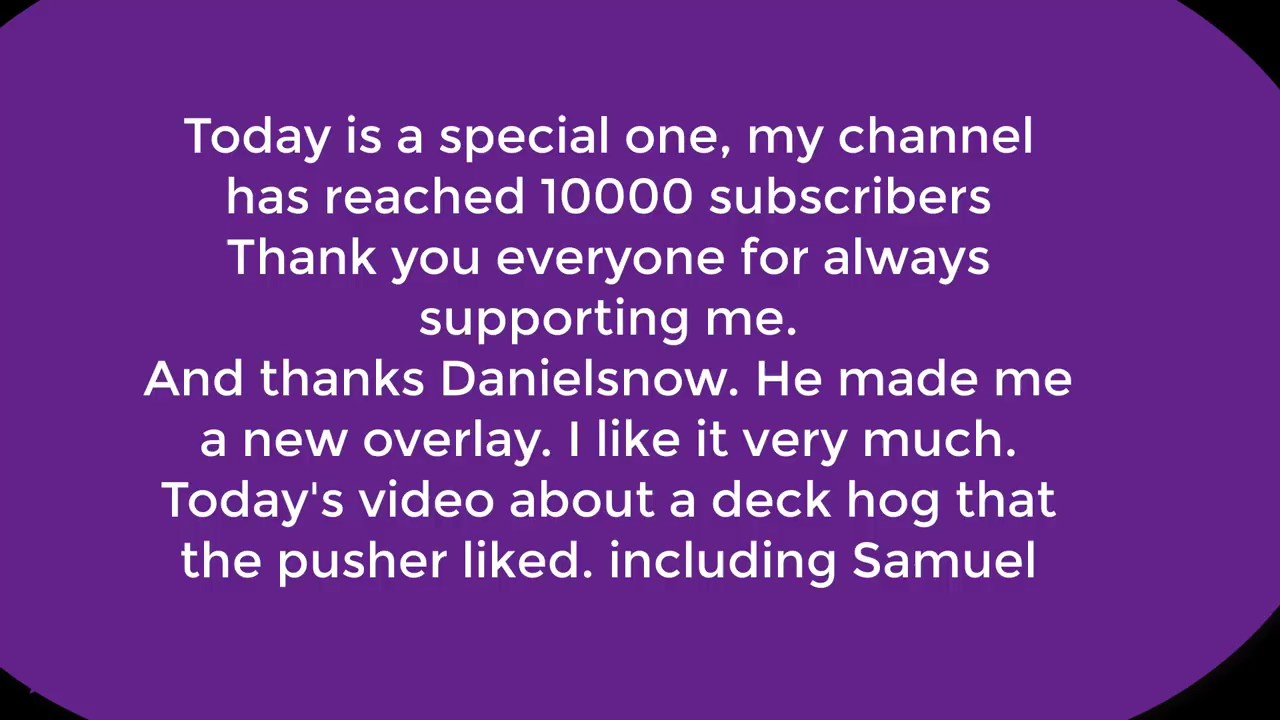 Today is a special one, my channel
has reached 10000 subscribers
Thank you everyone for always
supporting me.
And thanks Danielsnow. He made me
a new overlay. I like it very much.
Today's video about a deck hog that
the pusher liked. including Samuel